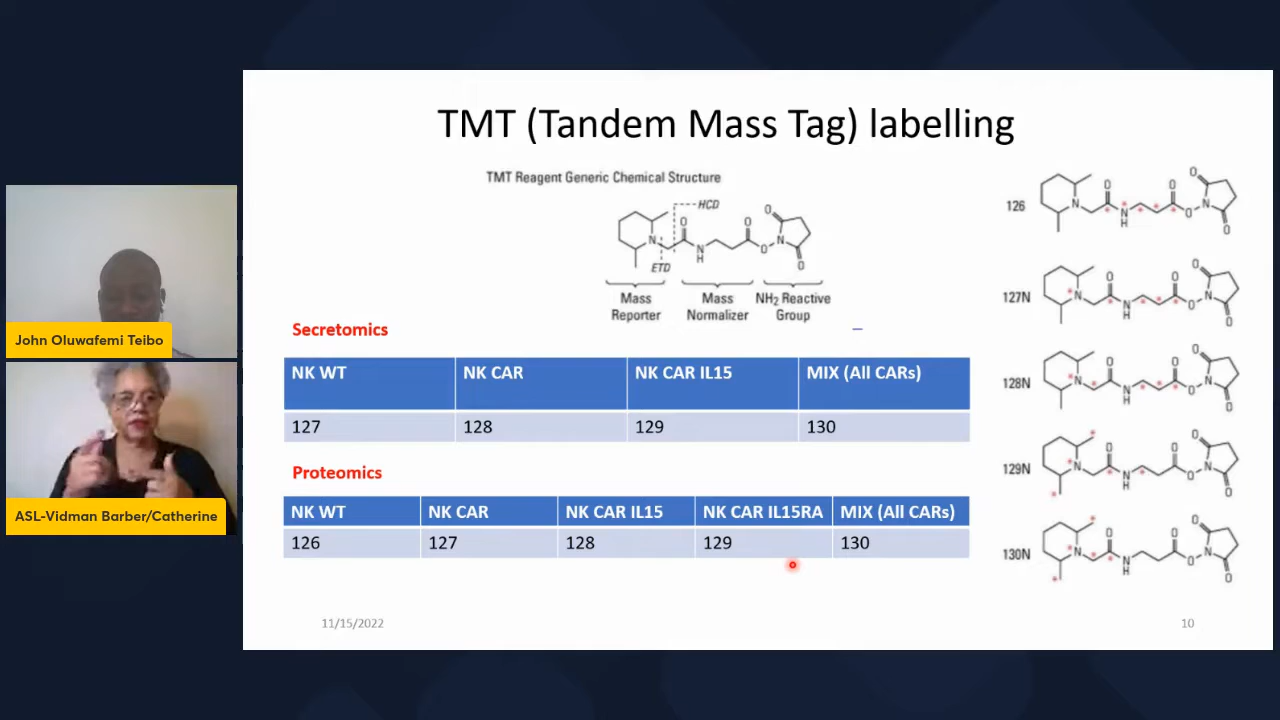 TMT (Tandem Mass Tag) labelling
TMT Reagent Generic Chemical Structure
HCD
O
O
O
N
N
H
O
N
O
ETD
Mass Reporter
Mass Normalizer
NH2 Reactive Group
Secretomics
NK WT NK CAR NK CAR IL15 MIX (All CARs)
127 128 129 130
Proteomics
NK WT NK CAR NK CAR IL15 NK CAR IL15RA MIX (All CARs)
126 127 128 129 130
126
O
O
O
N
N
H
O
N
O
127N
O
O
O
N
N
H
O
N
O
128N
O
O
O
N
N
H
O
N
O
129N
O
O
O
N
N
H
O
N
O
130N
O
O
O
N
N
H
O
N
O
11/15/2022
10
John Oluwafemi Teibo
ASL-Vidman Barber/Catherine